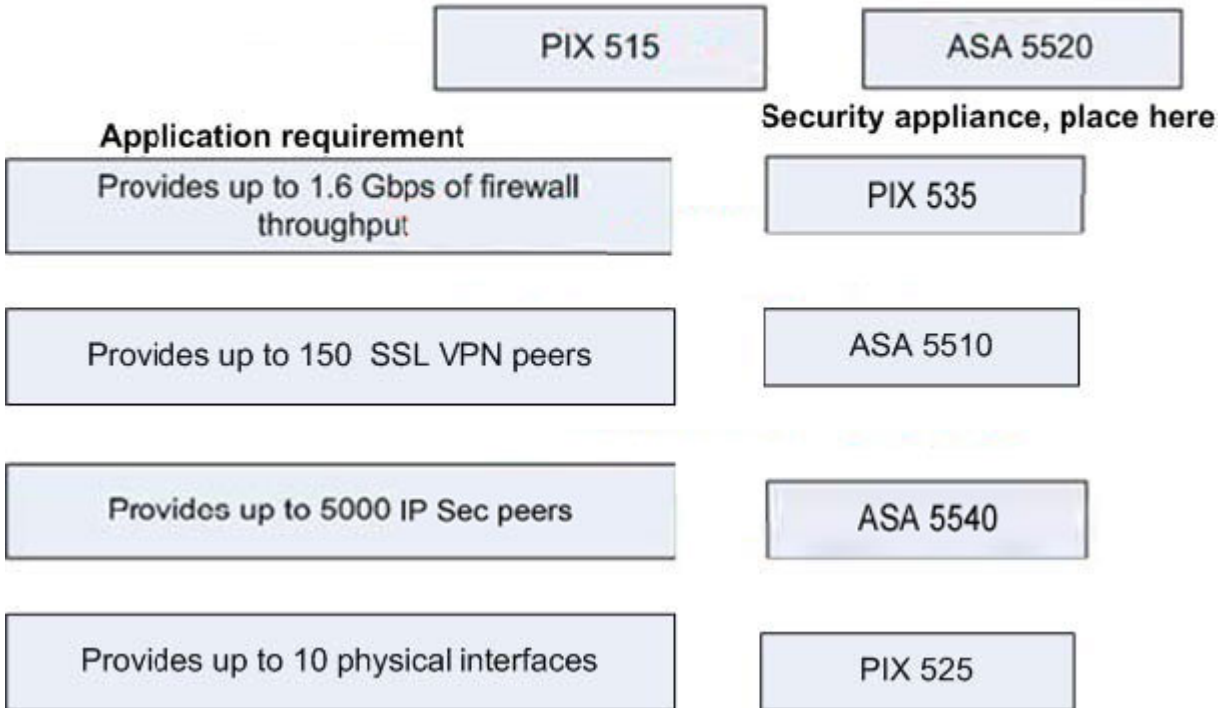 PIX 515
ASA 5520
Application requirement
Security appliance, place here
Provides up to 1.6 Gbps of firewall
throughput
PIX 535
Provides up to 150 SSL VPN peers
ASA 5510
Provides up to 5000 IP Sec peers
ASA 5540
Provides up to 10 physical interfaces
PIX 525